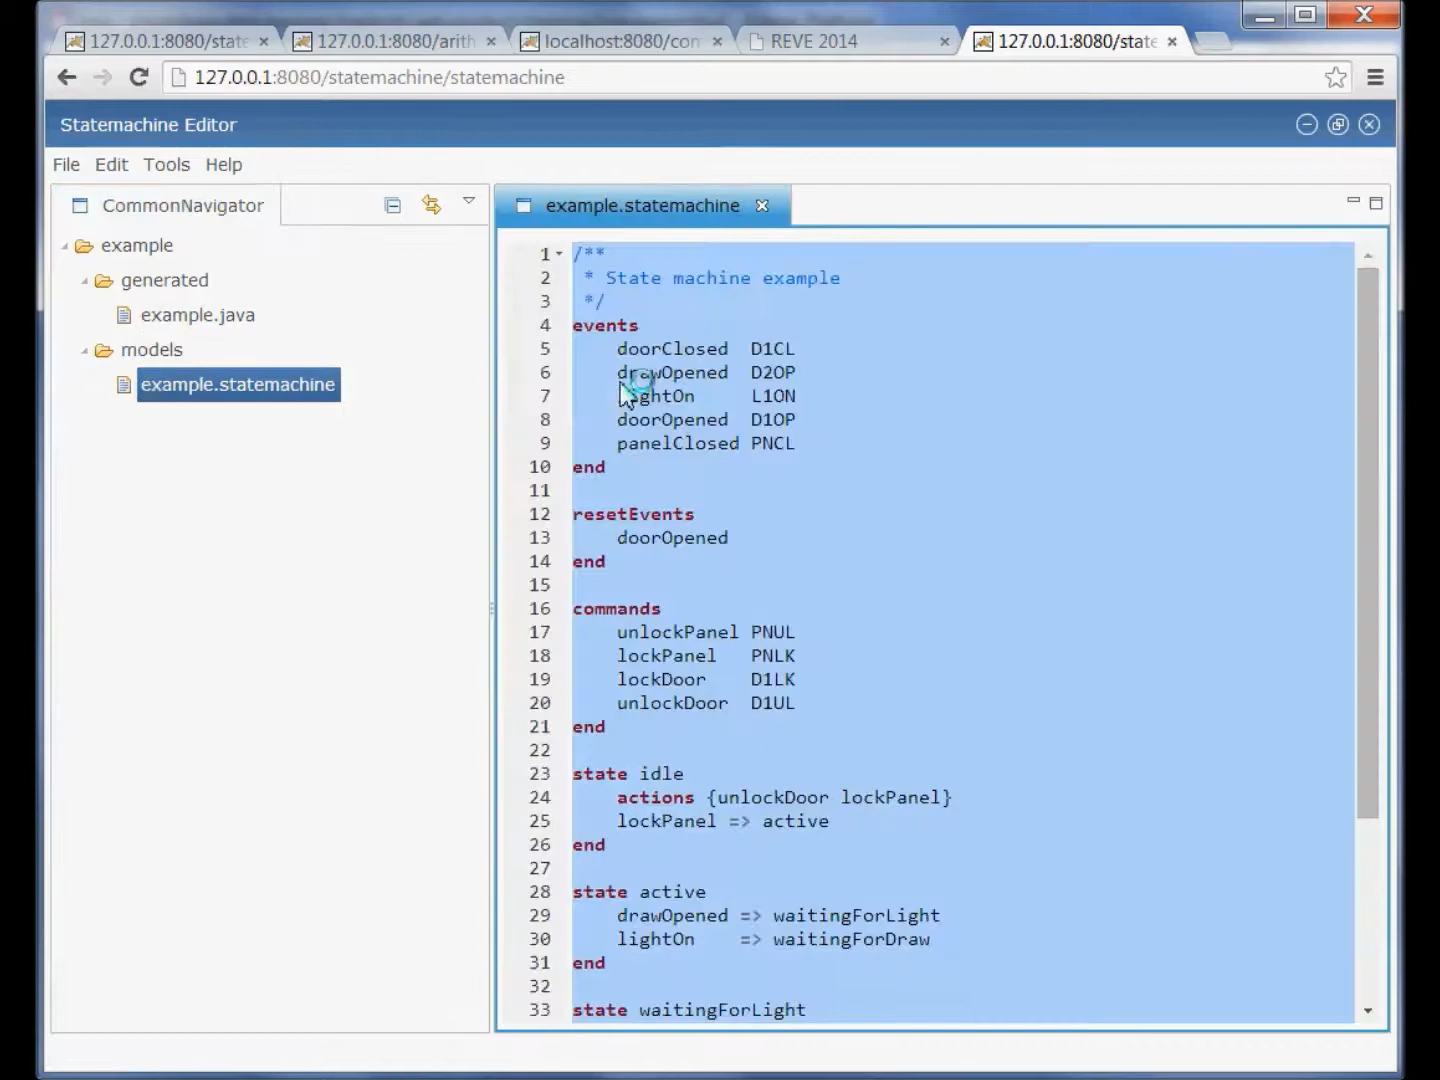 127.0.0.1:8080/state
127.0.0.1:8080/arith
localhost:8080/con
REVE 2014
127.0.0.1:8080/state
127.0.0.1:8080/statemachine/statemachine
Statemachine Editor
File Edit Tools Help
CommonNavigator
example
generated
example.java
models
example.statemachine
example.statemachine
1 /**
2 * State machine example
3 */
4 events
5 doorClosed D1CL
6 drawOpened D2OP
7 lightOn L1ON
8 doorOpened D1OP
9 panelClosed PNCL
10 end
11
12 resetEvents
13 doorOpened
14 end
15
16 commands
17 unlockPanel PNUL
18 lockPanel PNLK
19 lockDoor D1LK
20 unlockDoor D1UL
21 end
22
23 state idle
24 actions {unlockDoor lockPanel}
25 lockPanel => active
26 end
27
28 state active
29 drawOpened => waitingForLight
30 lightOn => waitingForDraw
31 end
32
33 state waitingForLight